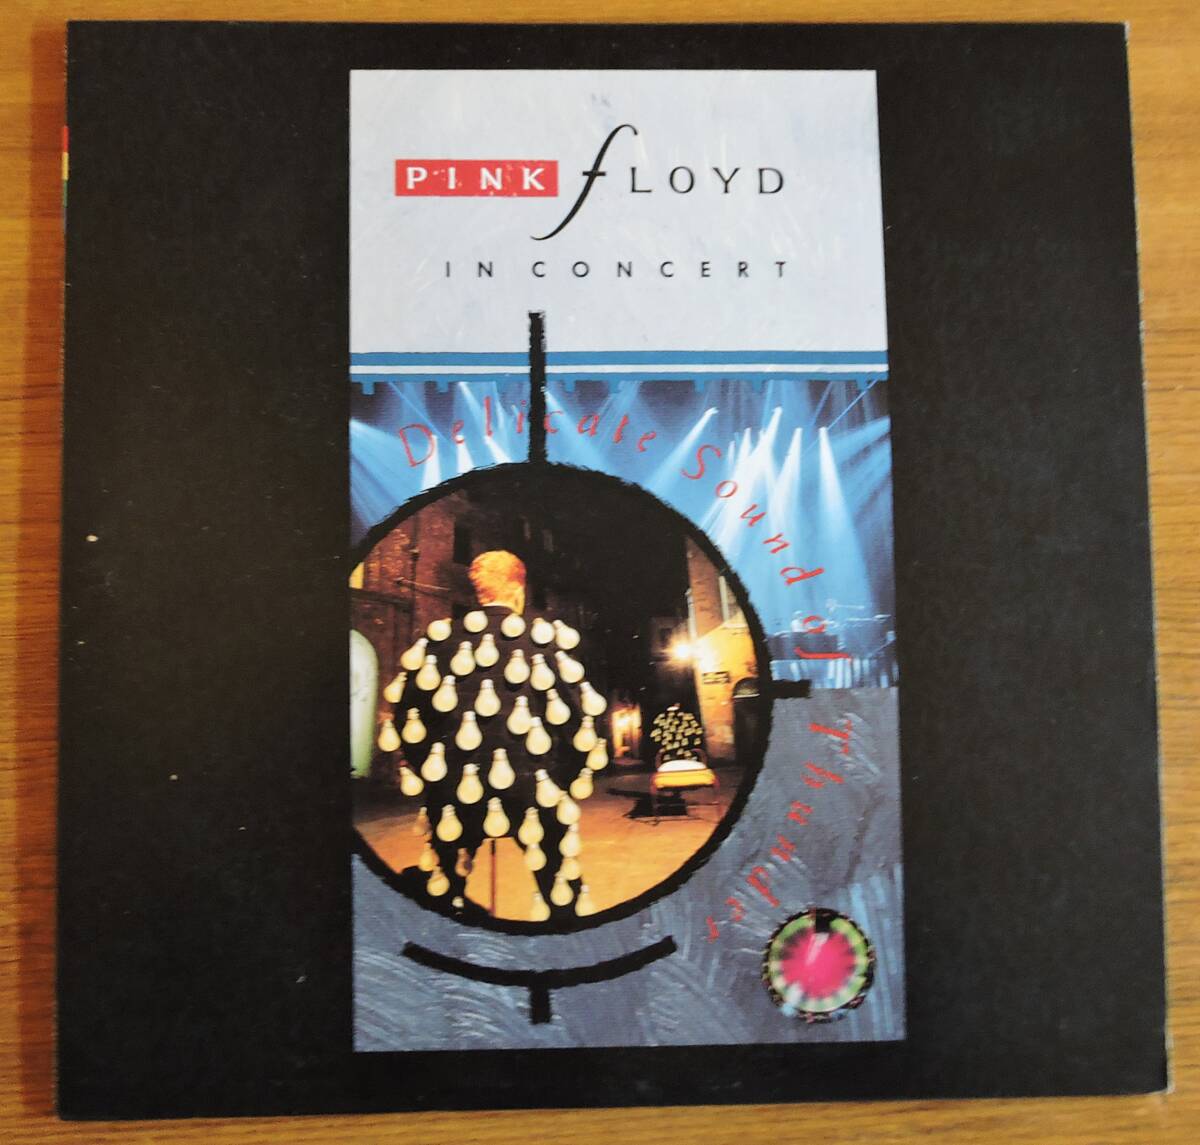 PINK fLOYD
IN CONCERT
Delicate Sound of Thunder